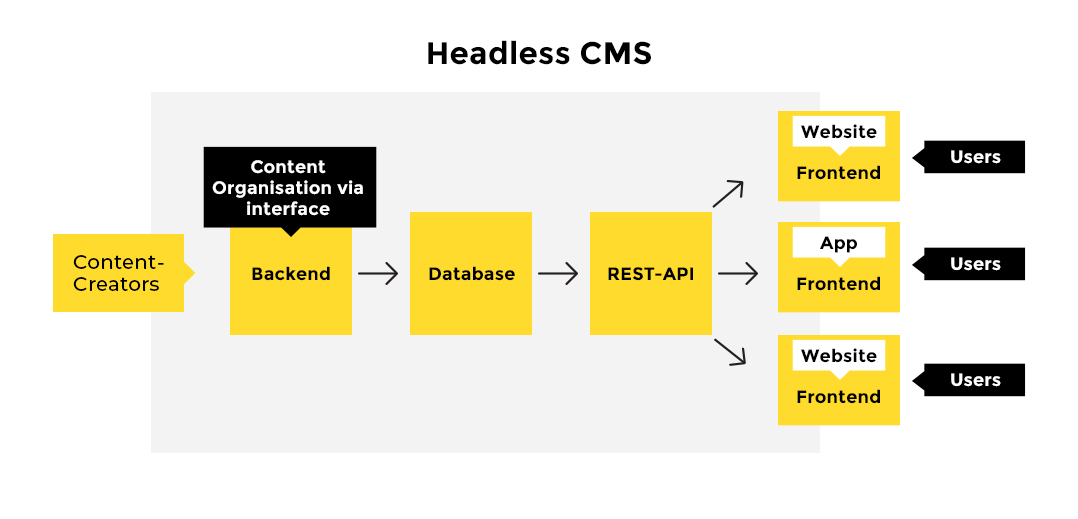 Headless CMS
Content
Organisation via
interface
Content-
Creators
Backend
Database
REST-API
Website
Frontend
Users
App
Frontend
Users
Website
Frontend
Users